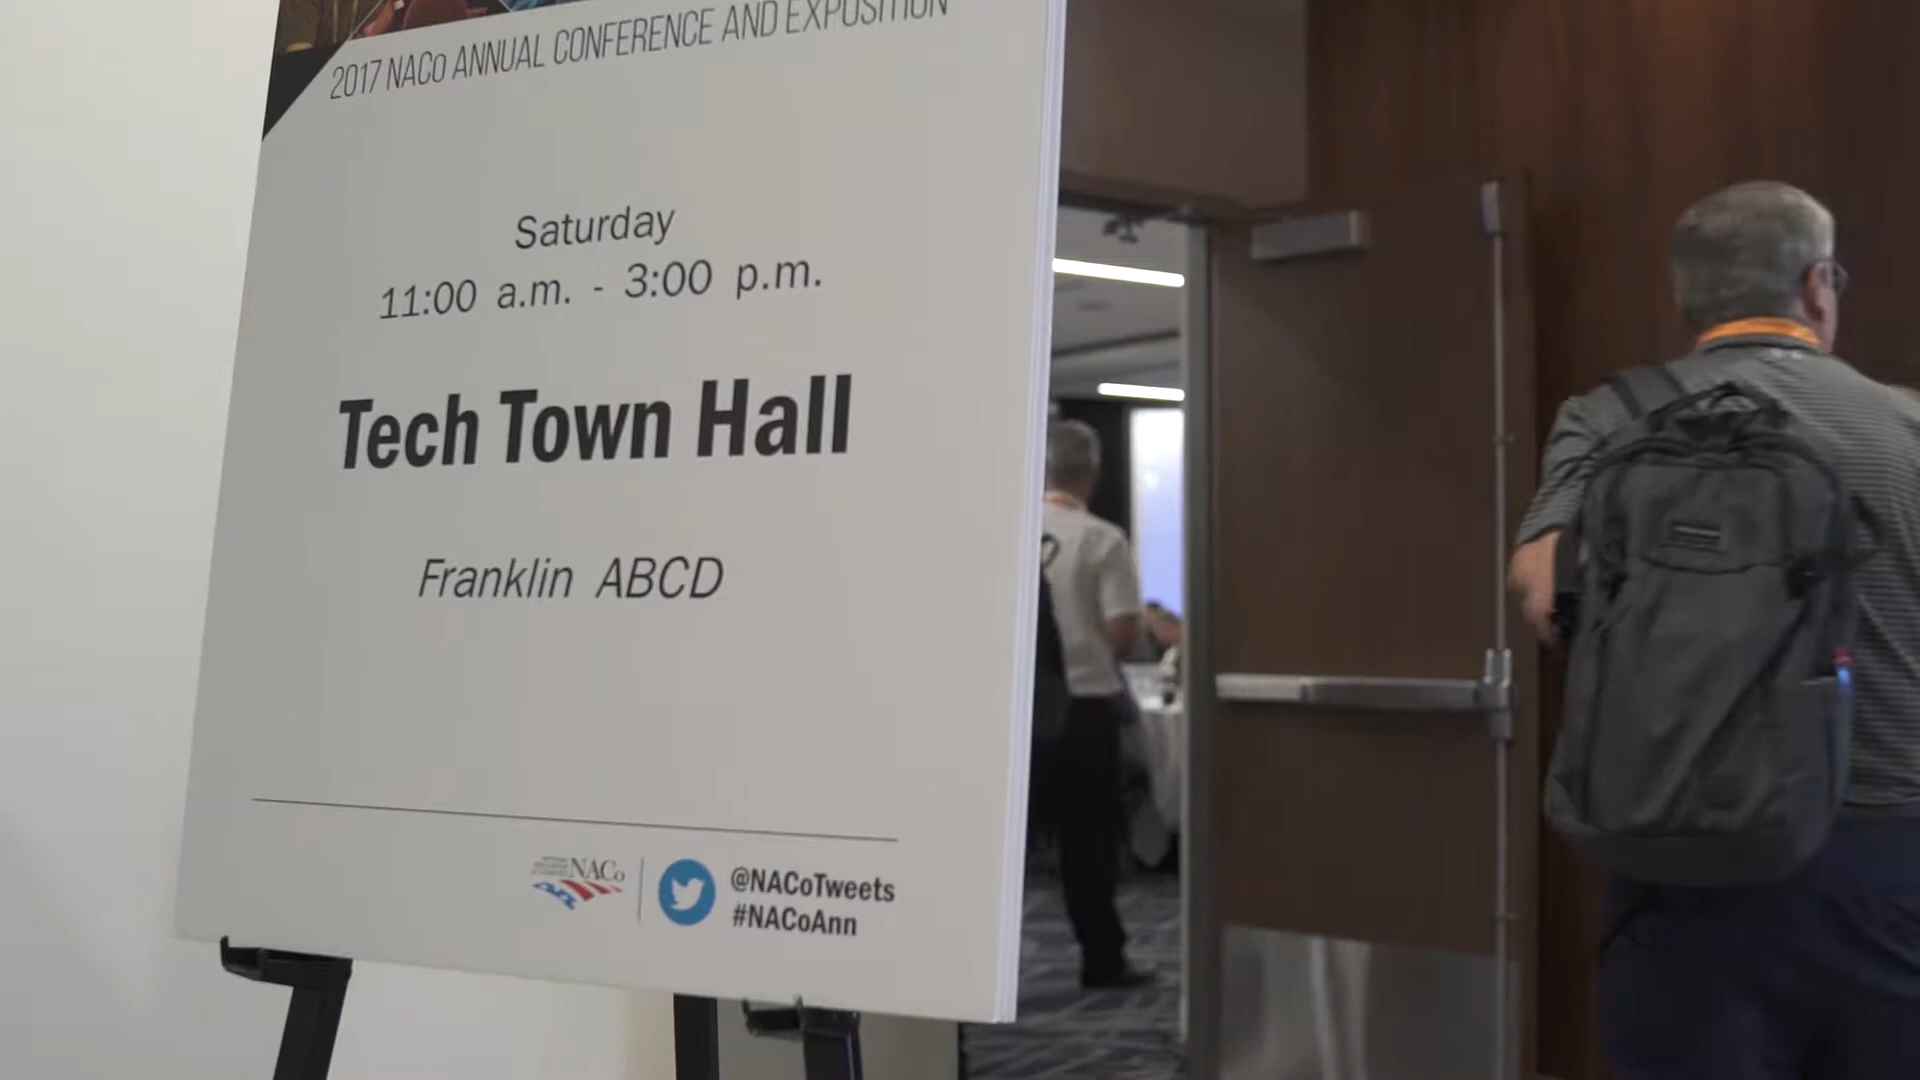 2017 NACo ANNUAL CONFERENCE AND EXPOSITION
Saturday
11:00 a.m. - 3:00 p.m.
Tech Town Hall
Franklin ABCD
NACo
@NACoTweets
#NACoAnn